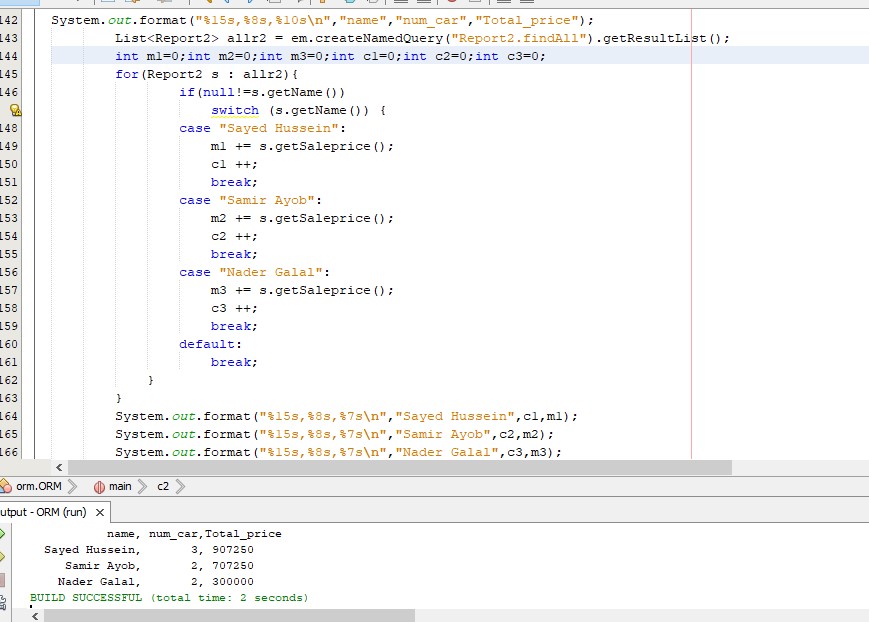 142 System.out.format("%15s,%8s,%10s\n","name","num_car","Total_price");
143 List<Report2> allr2 = em.createNamedQuery("Report2.findAll").getResultList();
144 int m1=0;int m2=0;int m3=0;int c1=0;int c2=0;int c3=0;
145 for(Report2 s : allr2){
146 if(null!=s.getName())
switch (s.getName()) {
148 case "Sayed Hussein":
149 m1 += s.getSaleprice();
150 c1 ++;
151 break;
152 case "Samir Ayob":
153 m2 += s.getSaleprice();
154 c2 ++;
155 break;
156 case "Nader Galal":
157 m3 += s.getSaleprice();
158 c3 ++;
159 break;
160 default:
161 break;
162 }
163 }
164 System.out.format("%15s,%8s,%7s\n","Sayed Hussein",c1,m1);
165 System.out.format("%15s,%8s,%7s\n","Samir Ayob",c2,m2);
166 System.out.format("%15s,%8s,%7s\n","Nader Galal",c3,m3);
orm.ORM main c2
utput - ORM (run)
name, num_car,Total_price
Sayed Hussein, 3, 907250
Samir Ayob, 2, 707250
Nader Galal, 2, 300000
BUILD SUCCESSFUL (total time: 2 seconds)